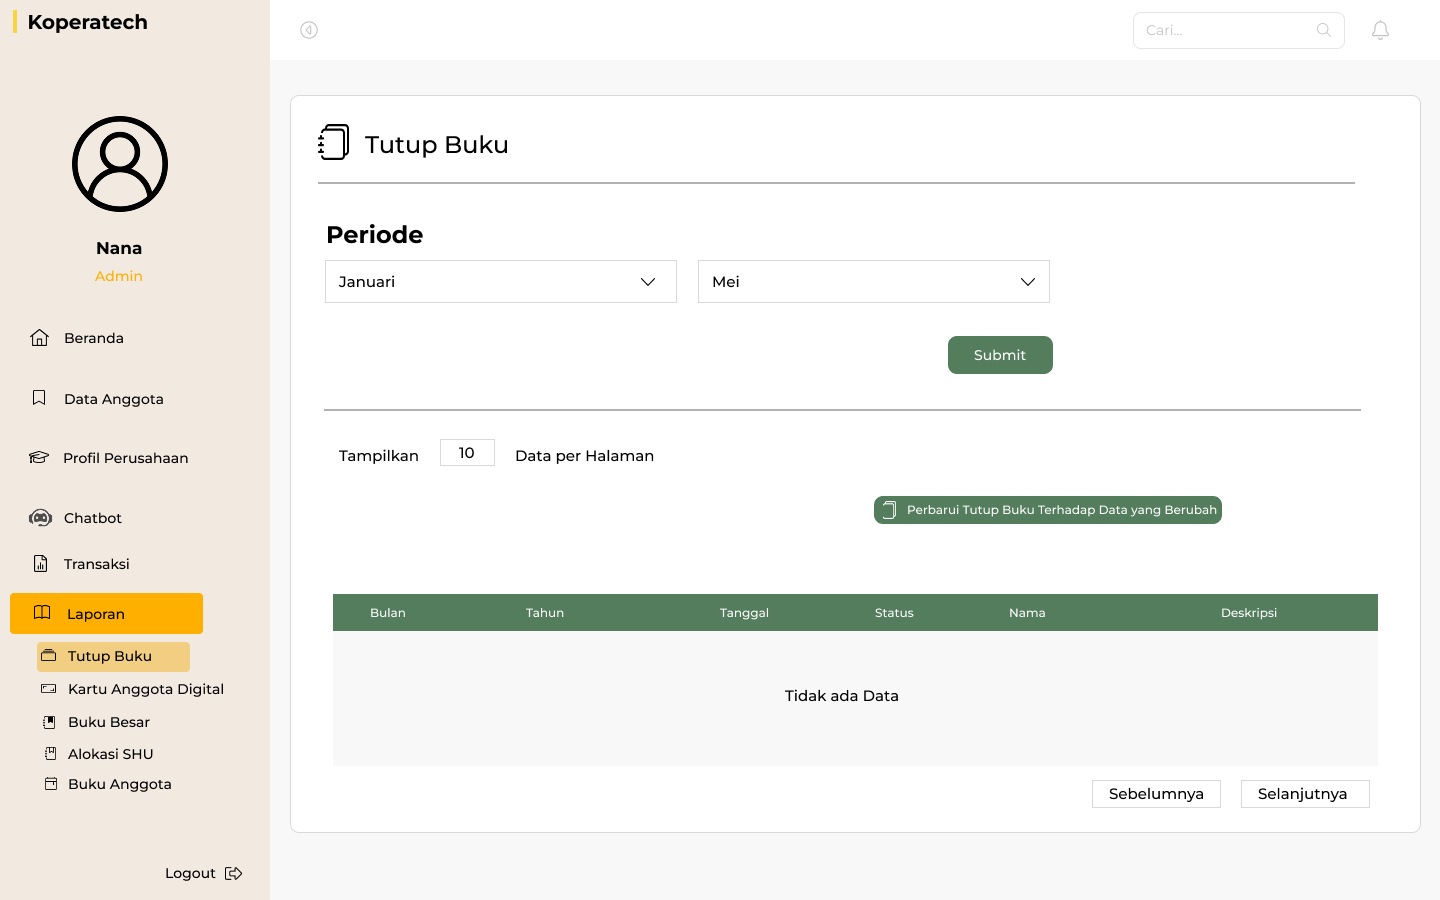 Koperatech
Cari...
Nana
Admin
Beranda
Data Anggota
Profil Perusahaan
Chatbot
Transaksi
Laporan
Tutup Buku
Kartu Anggota Digital
Buku Besar
Alokasi SHU
Buku Anggota
Logout
Tutup Buku
Periode
Januari
Mei
Submit
Tampilkan 10 Data per Halaman
Perbarui Tutup Buku Terhadap Data yang Berubah
Bulan Tahun Tanggal Status Nama Deskripsi
Tidak ada Data
Sebelumnya Selanjutnya